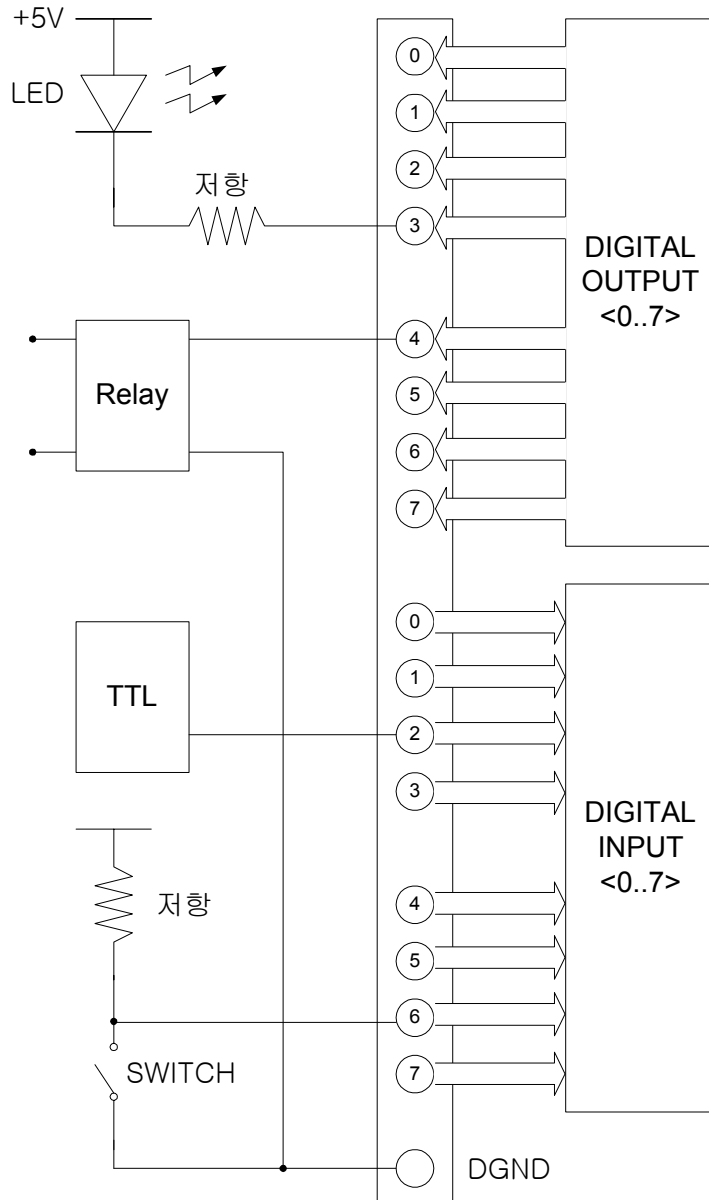 +5V
LED
저항
0
1
2
3
DIGITAL
OUTPUT
<0..7>
4
5
6
7
Relay
TTL
0
1
2
3
DIGITAL
INPUT
<0..7>
4
5
6
7
저항
SWITCH
DGND